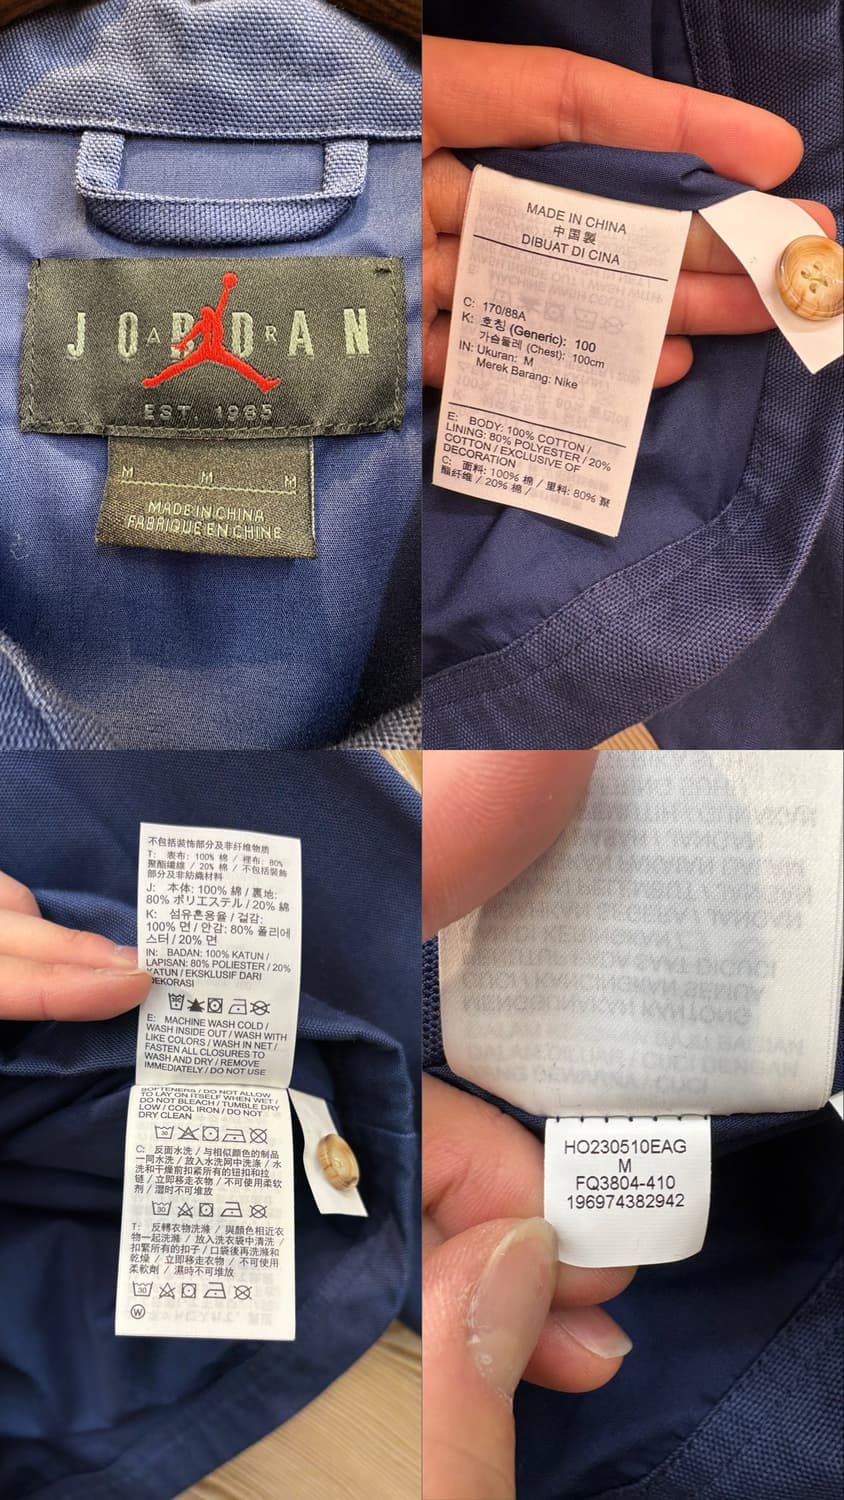 JORDAN
AIR
EST. 1985
M M M
MADE IN CHINA
FABRIQUE EN CHINE
MADE IN CHINA
中国製
DIBUAT DI CINA
C: 170/88A
K: 호칭 (Generic): 100
가슴둘레 (Chest): 100cm
IN: Ukuran: M
Merek Barang: Nike
E: BODY: 100% COTTON /
LINING: 80% POLYESTER / 20%
COTTON / EXCLUSIVE OF
DECORATION
C: 面料: 100% 棉 / 里料: 80% 聚
酯纤维 / 20% 棉 /
不包括装饰部分及非纤维物质
T: 表布: 100% 棉 / 裡布: 80%
聚酯纖維 / 20% 棉 / 不包括裝飾
部分及非紡織材料
J: 本体: 100% 綿 / 裏地:
80% ポリエステル / 20% 綿
K: 섬유혼용율 / 겉감:
100% 면 / 안감: 80% 폴리에
스터 / 20% 면
IN: BADAN: 100% KATUN /
LAPISAN: 80% POLIESTER / 20%
KATUN / EKSKLUSIF DARI
DEKORASI
E: MACHINE WASH COLD /
WASH INSIDE OUT / WASH WITH
LIKE COLORS / WASH IN NET /
FASTEN ALL CLOSURES TO
WASH AND DRY / REMOVE
IMMEDIATELY / DO NOT USE
SOFTENERS / DO NOT ALLOW
TO LAY ON ITSELF WHEN WET /
DO NOT BLEACH / TUMBLE DRY
LOW / COOL IRON / DO NOT
DRY CLEAN
C: 反面水洗 / 与相似颜色的制品
一同水洗 / 放入水洗网中洗涤 / 水
洗和干燥前扣紧所有的钮扣和拉
链 / 立即移走衣物 / 不可使用柔软
剂 / 湿时不可堆放
T: 反轉衣物洗滌 / 與顏色相近衣
物一起洗滌 / 放入洗衣袋中清洗 /
扣緊所有的扣子 / 口袋後再洗滌和
乾燥 / 立即移走衣物 / 不可使用
柔軟劑 / 濕時不可堆放
W
HO230510EAG
M
FQ3804-410
196974382942